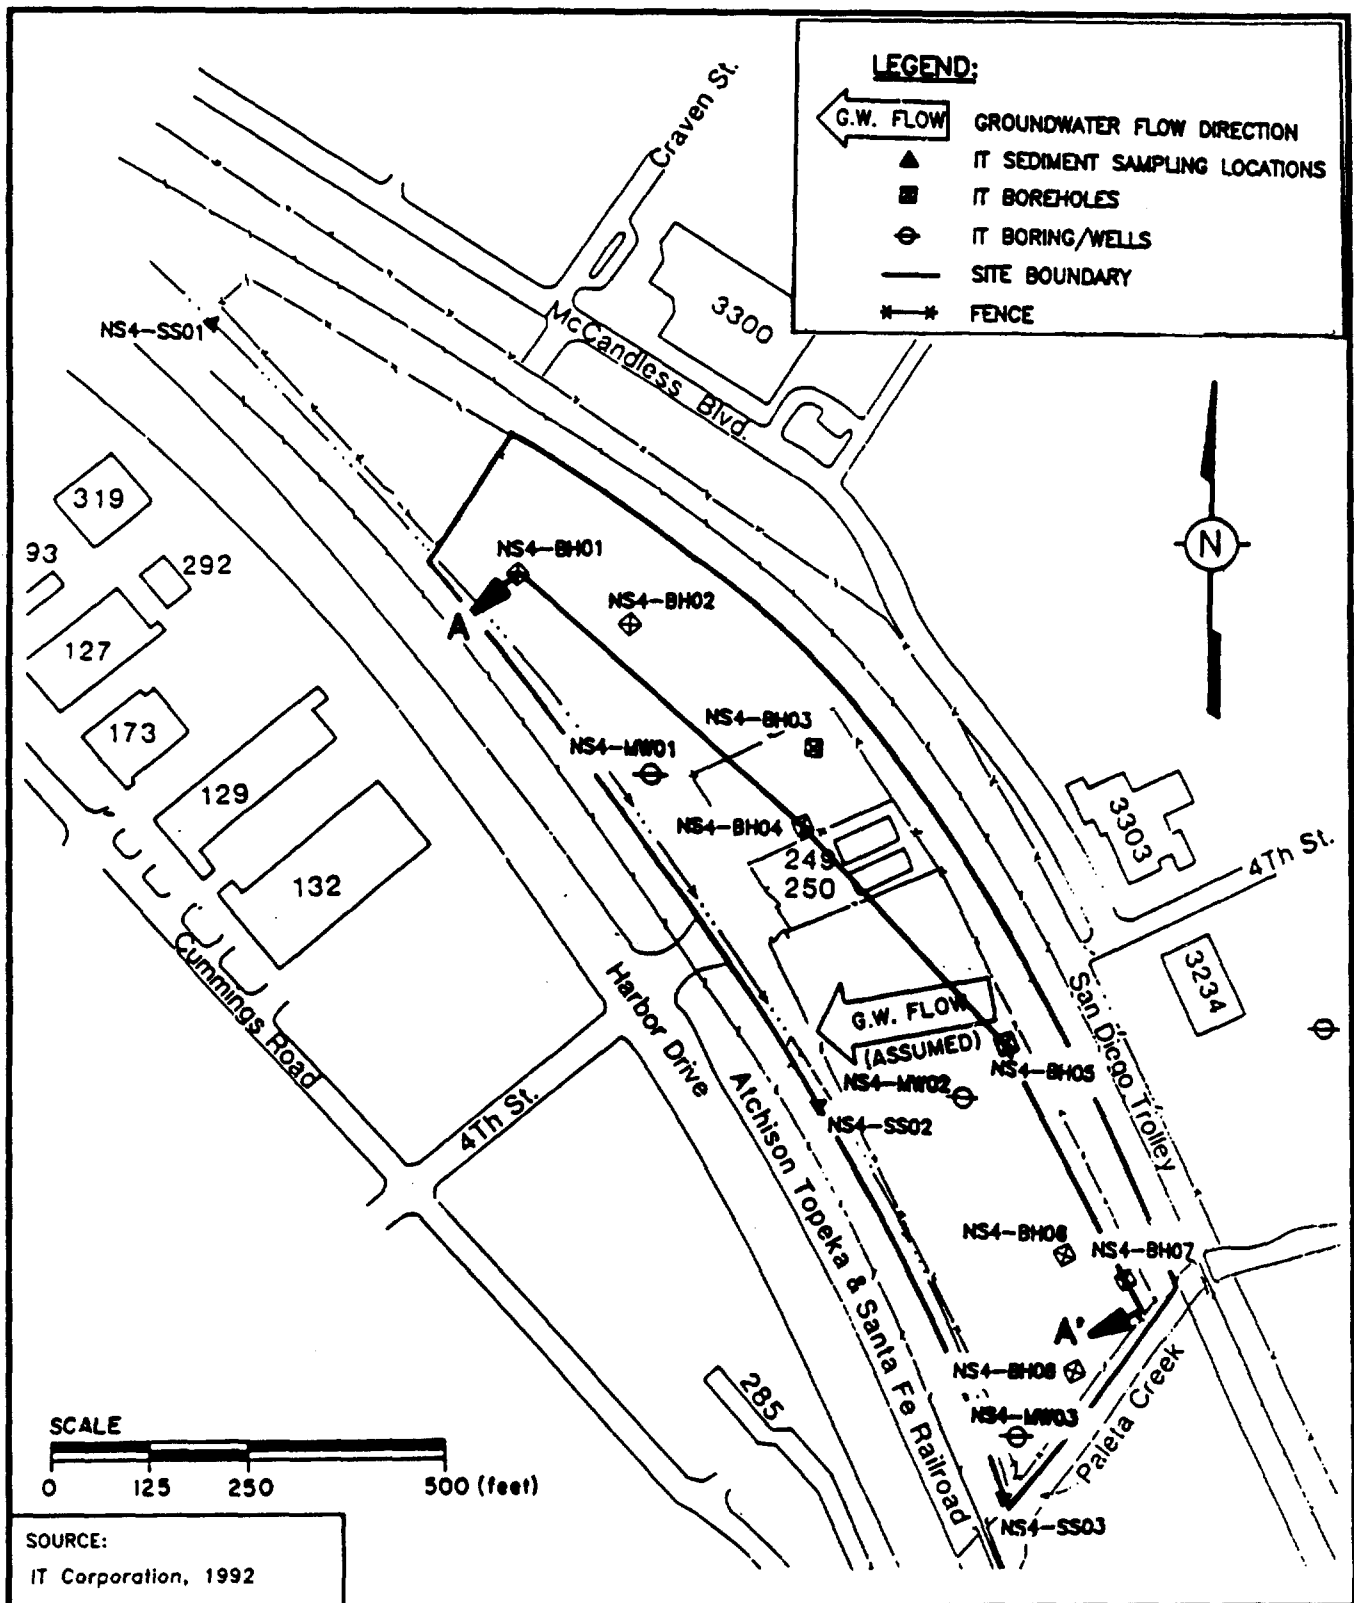 LEGEND:
G.W. FLOW
GROUNDWATER FLOW DIRECTION
IT SEDIMENT SAMPLING LOCATIONS
IT BOREHOLES
IT BORING/WELLS
SITE BOUNDARY
FENCE
Craven St.
3300
McCandless Blvd.
NS4-SS01
N
319
93
292
127
173
129
132
NS4-BH01
A
NS4-BH02
NS4-BH03
NS4-MW01
NS4-BH04
249
250
3303
4Th St.
3234
Cummings Road
Harbor Drive
G.W. FLOW
(ASSUMED)
San Diego Trolley
NS4-BH05
NS4-MW02
NS4-SS02
4Th St.
Atchison Topeka & Santa Fe Railroad
NS4-BH06
NS4-BH07
A'
NS4-BH08
285
NS4-MW03
Paleta Creek
NS4-SS03
SCALE
0 125 250 500 (feet)
SOURCE:
IT Corporation, 1992